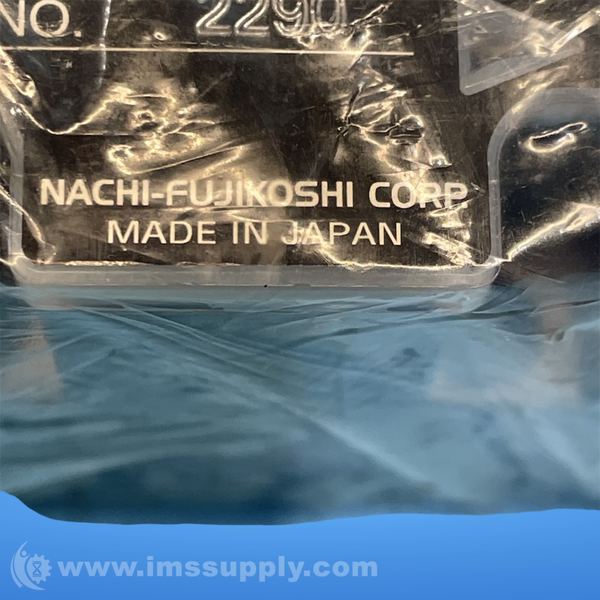 NO. 2290
NACHI-FUJIKOSHI CORP
MADE IN JAPAN
www.imssupply.com